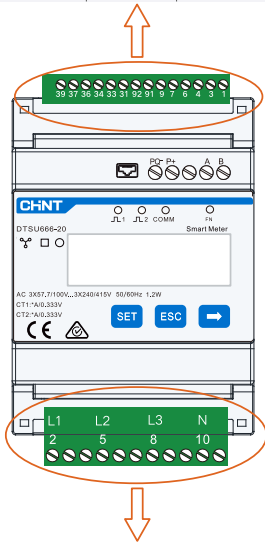 39 37 36 34 33 31 92 91 9 7 6 4 3 1
PO- P+ A B
CHNT
1 2 COMM FN
DTSU666-20 Smart Meter
AC 3X57.7/100V...3X240/415V 50/60Hz 1.2W
CT1:*A/0.333V
CT2:*A/0.333V
SET ESC
CE
L1 L2 L3 N
2 5 8 10